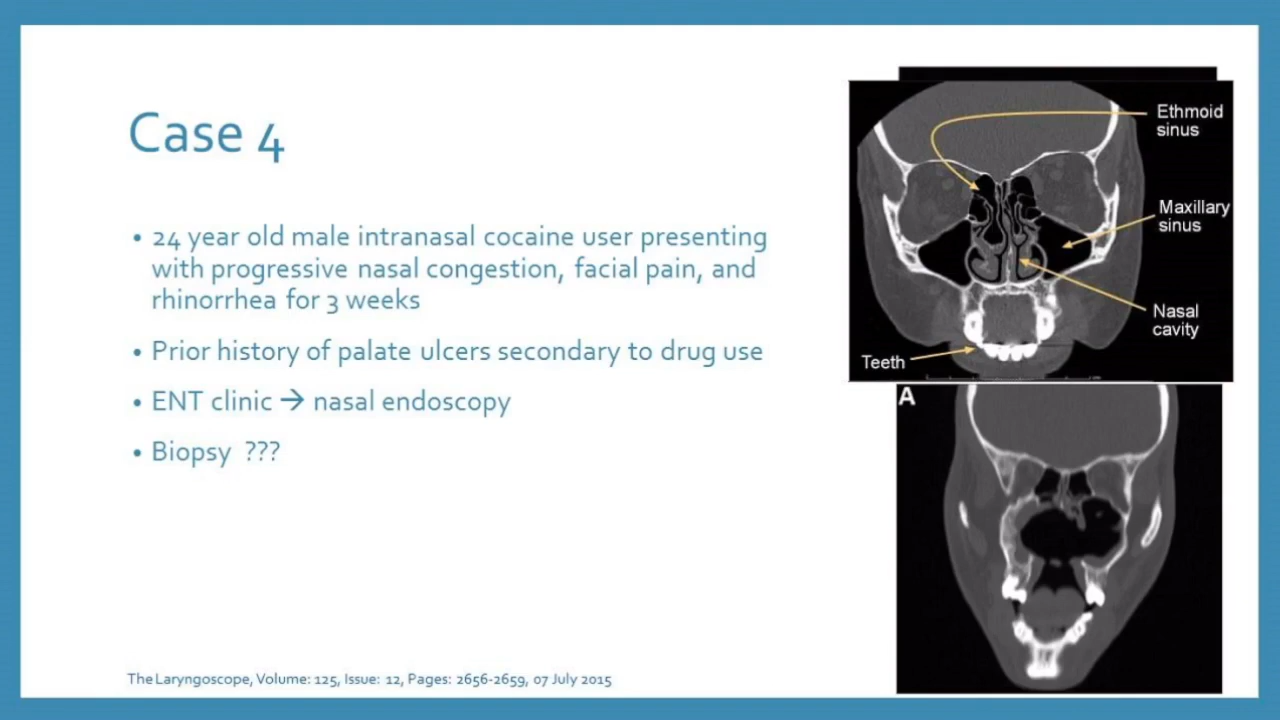 Case 4
• 24 year old male intranasal cocaine user presenting
with progressive nasal congestion, facial pain, and
rhinorrhea for 3 weeks
• Prior history of palate ulcers secondary to drug use
• ENT clinic → nasal endoscopy
• Biopsy ???
The Laryngoscope, Volume: 125, Issue: 12, Pages: 2656-2659, 07 July 2015
Ethmoid
sinus
Maxillary
sinus
Nasal
cavity
Teeth
A